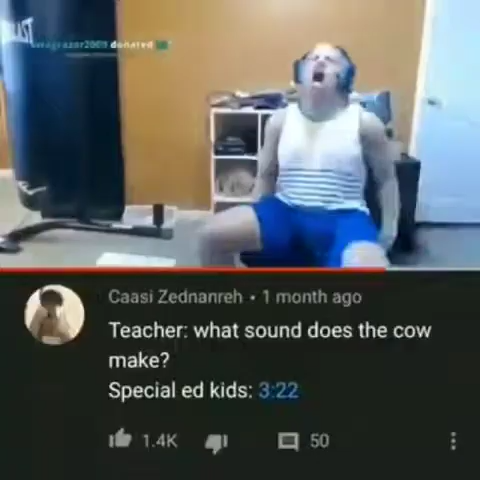 donated
Caasi Zednanreh • 1 month ago
Teacher: what sound does the cow
make?
Special ed kids: 3:22
1.4K
50